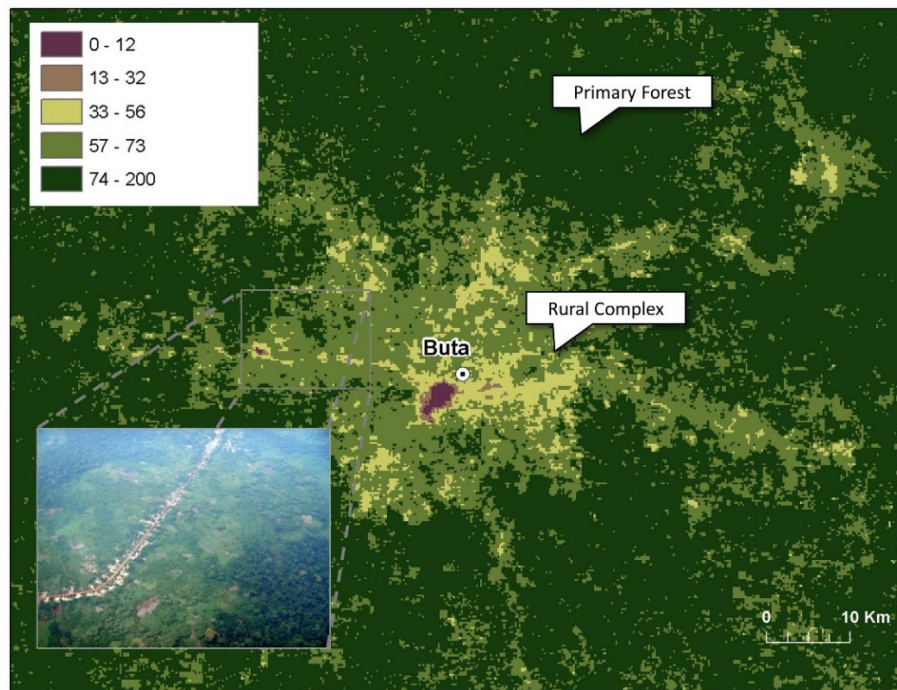 0 - 12
13 - 32
33 - 56
57 - 73
74 - 200
Primary Forest
Rural Complex
Buta
0 10 Km